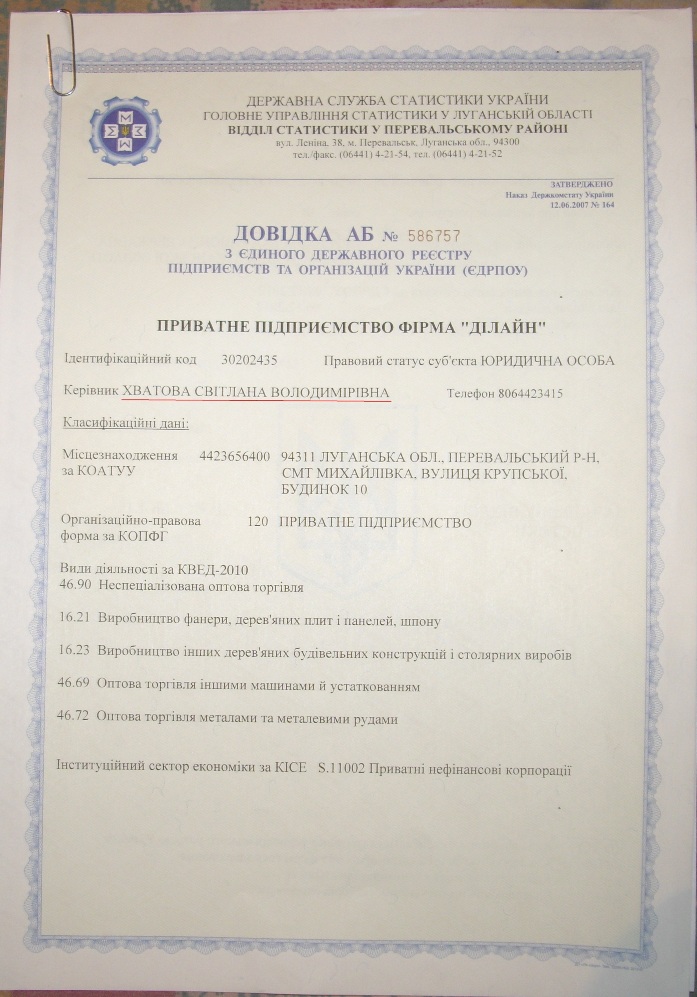 ДЕРЖАВНА СЛУЖБА СТАТИСТИКИ УКРАЇНИ
ГОЛОВНЕ УПРАВЛІННЯ СТАТИСТИКИ У ЛУГАНСЬКІЙ ОБЛАСТІ
ВІДДІЛ СТАТИСТИКИ У ПЕРЕВАЛЬСЬКОМУ РАЙОНІ
вул. Леніна, 38, м. Перевальськ, Луганська обл., 94300
тел./факс. (06441) 4-21-54, тел. (06441) 4-21-52
ЗАТВЕРДЖЕНО
Наказ Держкомстату України
12.06.2007 № 164
ДОВІДКА АБ № 586757
З ЄДИНОГО ДЕРЖАВНОГО РЕЄСТРУ
ПІДПРИЄМСТВ ТА ОРГАНІЗАЦІЙ УКРАЇНИ (ЄДРПОУ)
ПРИВАТНЕ ПІДПРИЄМСТВО ФІРМА "ДІЛАЙН"
Ідентифікаційний код 30202435 Правовий статус суб'єкта ЮРИДИЧНА ОСОБА
Керівник ХВАТОВА СВІТЛАНА ВОЛОДИМИРІВНА Телефон 8064423415
Класифікаційні дані:
Місцезнаходження 4423656400 94311 ЛУГАНСЬКА ОБЛ., ПЕРЕВАЛЬСЬКИЙ Р-Н,
за КОАТУУ СМТ МИХАЙЛІВКА, ВУЛИЦЯ КРУПСЬКОЇ,
БУДИНОК 10
Організаційно-правова 120 ПРИВАТНЕ ПІДПРИЄМСТВО
форма за КОПФГ
Види діяльності за КВЕД-2010
46.90 Неспеціалізована оптова торгівля
16.21 Виробництво фанери, дерев'яних плит і панелей, шпону
16.23 Виробництво інших дерев'яних будівельних конструкцій і столярних виробів
46.69 Оптова торгівля іншими машинами й устаткованням
46.72 Оптова торгівля металами та металевими рудами
Інституційний сектор економіки за КІСЕ S.11002 Приватні нефінансові корпорації